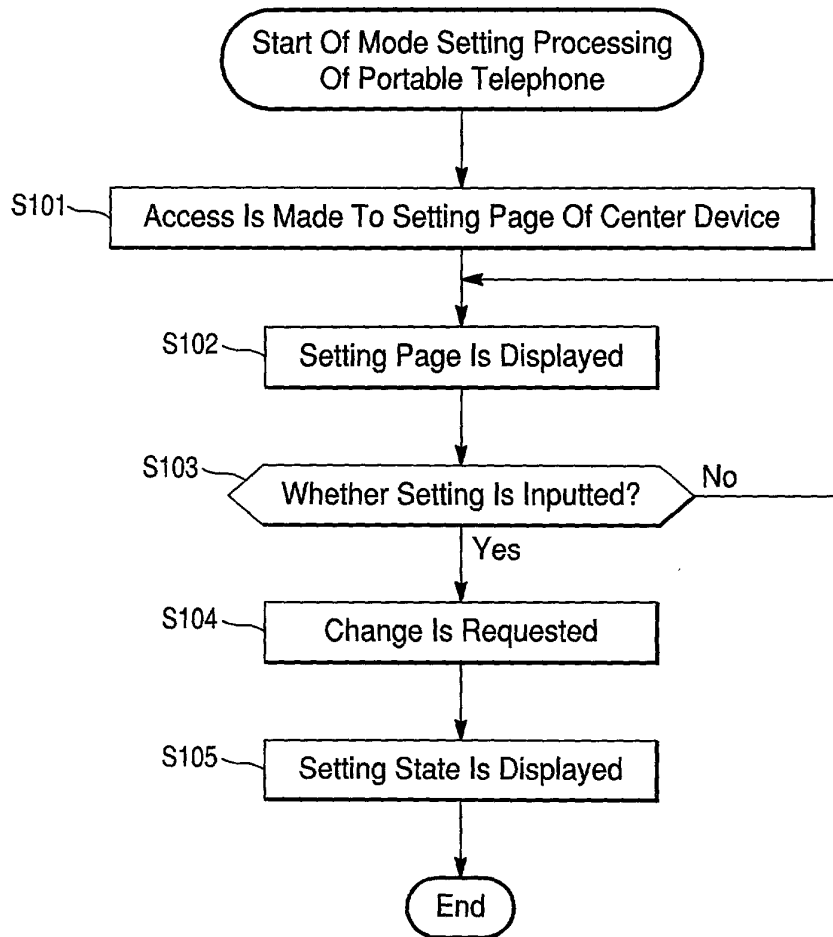 Start Of Mode Setting Processing
Of Portable Telephone
S101
Access Is Made To Setting Page Of Center Device
S102
Setting Page Is Displayed
S103
Whether Setting Is Inputted?
No
Yes
S104
Change Is Requested
S105
Setting State Is Displayed
End